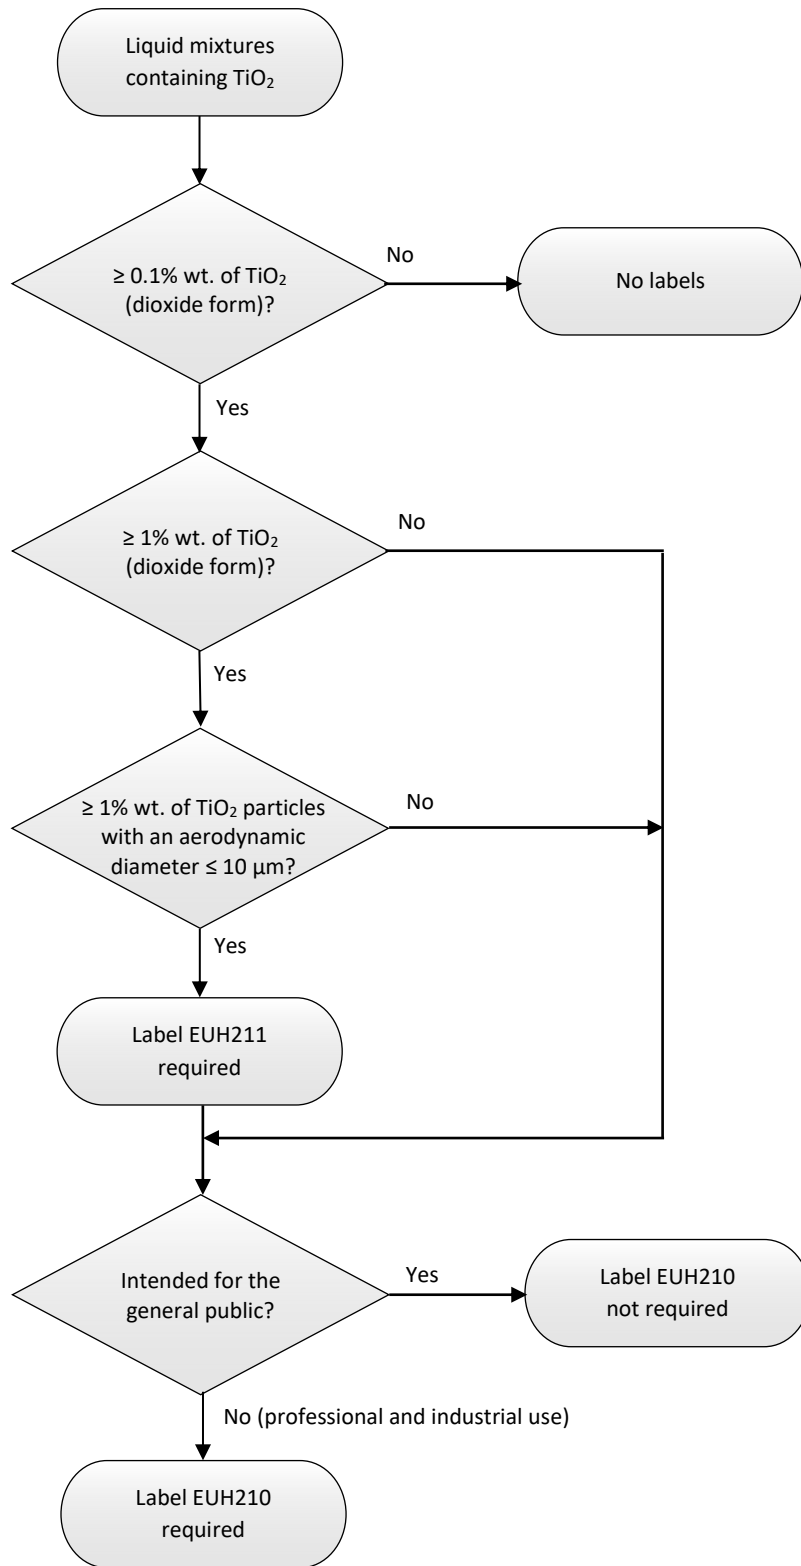 Liquid mixtures
containing TiO₂
≥ 0.1% wt. of TiO₂
(dioxide form)?
No
No labels
Yes
≥ 1% wt. of TiO₂
(dioxide form)?
No
Yes
≥ 1% wt. of TiO₂ particles
with an aerodynamic
diameter ≤ 10 µm?
No
Yes
Label EUH211
required
Intended for the
general public?
Yes
Label EUH210
not required
No (professional and industrial use)
Label EUH210
required